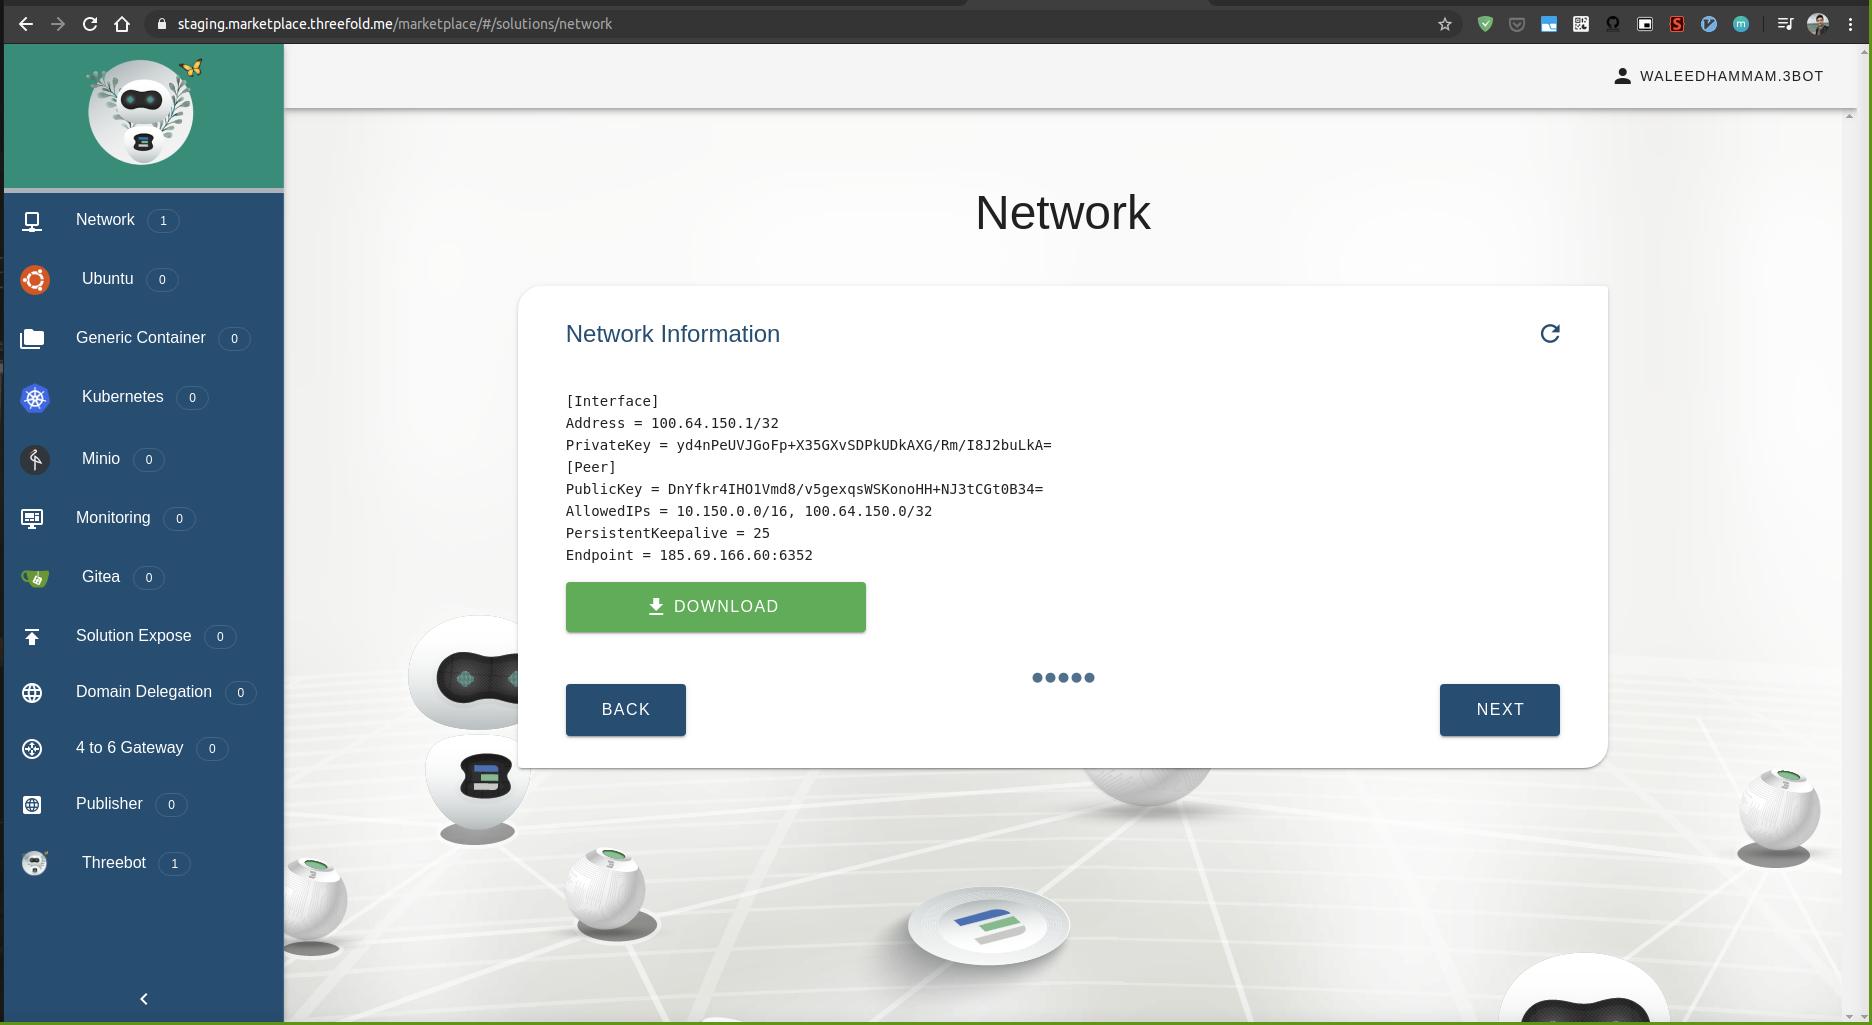 staging.marketplace.threefold.me/marketplace/#/solutions/network
WALEEDHAMMAM.3BOT
Network 1
Ubuntu 0
Generic Container 0
Kubernetes 0
Minio 0
Monitoring 0
Gitea 0
Solution Expose 0
Domain Delegation 0
4 to 6 Gateway 0
Publisher 0
Threebot 1
Network
Network Information
[Interface]
Address = 100.64.150.1/32
PrivateKey = yd4nPeUVJGoFp+X35GXvSDPkUDkAXG/Rm/I8J2buLkA=
[Peer]
PublicKey = DnYfkr4IHO1Vmd8/v5gexqsWSKonoHH+NJ3tCGt0B34=
AllowedIPs = 10.150.0.0/16, 100.64.150.0/32
PersistentKeepalive = 25
Endpoint = 185.69.166.60:6352
DOWNLOAD
BACK
NEXT